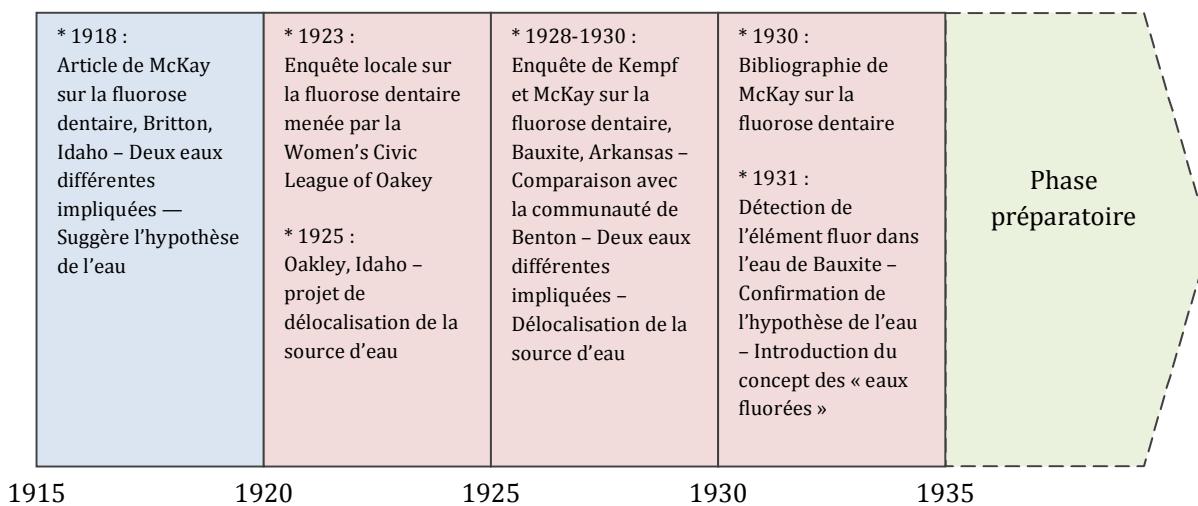 * 1918 :
Article de McKay
sur la fluorose
dentaire, Britton,
Idaho – Deux eaux
différentes
impliquées —
Suggère l'hypothèse
de l'eau
* 1923 :
Enquête locale sur
la fluorose dentaire
menée par la
Women's Civic
League of Oakey
* 1925 :
Oakley, Idaho –
projet de
délocalisation de la
source d'eau
* 1928-1930 :
Enquête de Kempf
et McKay sur la
fluorose dentaire,
Bauxite, Arkansas –
Comparaison avec
la communauté de
Benton – Deux eaux
différentes
impliquées –
Délocalisation de la
source d'eau
* 1930 :
Bibliographie de
McKay sur la
fluorose dentaire
* 1931 :
Détection de
l'élément fluor dans
l'eau de Bauxite –
Confirmation de
l'hypothèse de l'eau
– Introduction du
concept des « eaux
fluorées »
Phase
préparatoire
1915
1920
1925
1930
1935